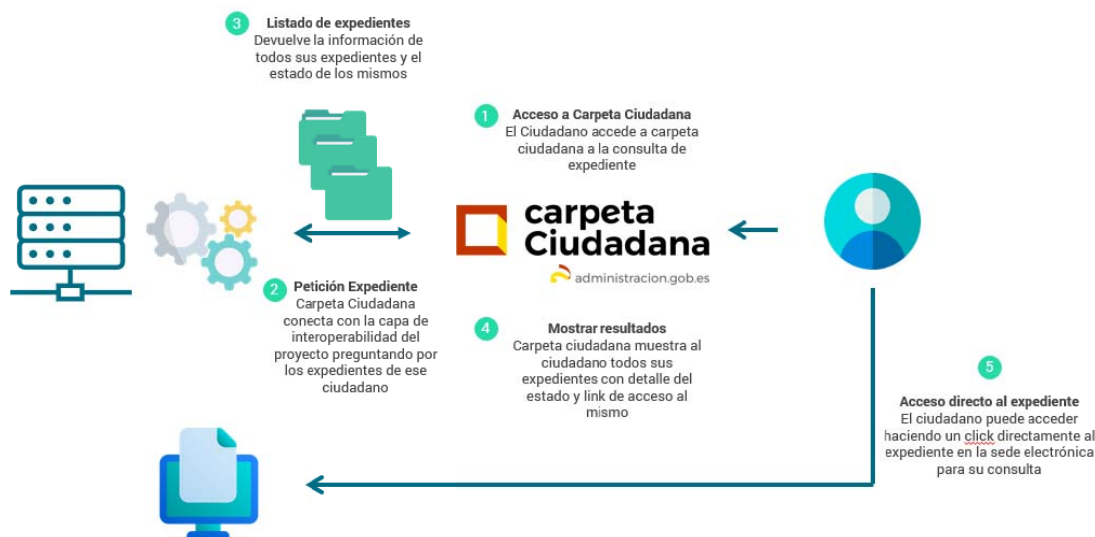 3
Listado de expedientes
Devuelve la información de
todos sus expedientes y el
estado de los mismos
1
Acceso a Carpeta Ciudadana
El Ciudadano accede a carpeta
ciudadana a la consulta de
expediente
carpeta
Ciudadana
administracion.gob.es
2
Petición Expediente
Carpeta Ciudadana
conecta con la capa de
interoperabilidad del
proyecto preguntando por
los expedientes de ese
ciudadano
4
Mostrar resultados
Carpeta ciudadana muestra al
ciudadano todos sus
expedientes con detalle del
estado y link de acceso al
mismo
5
Acceso directo al expediente
El ciudadano puede acceder
haciendo un click directamente al
expediente en la sede electrónica
para su consulta